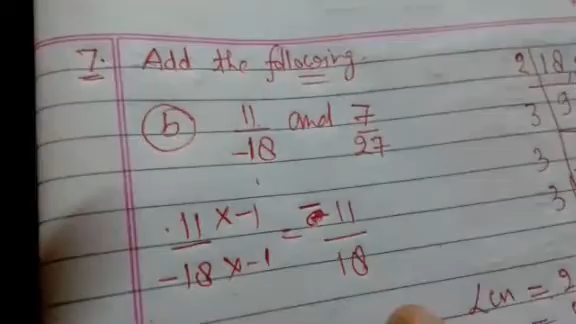 7. Add the following.
(b) 11/-18 and 7/27
11 × -1 / -18 × -1 = -11/18
2 | 18,
3 | 9
3
3
Lcm = 2
=